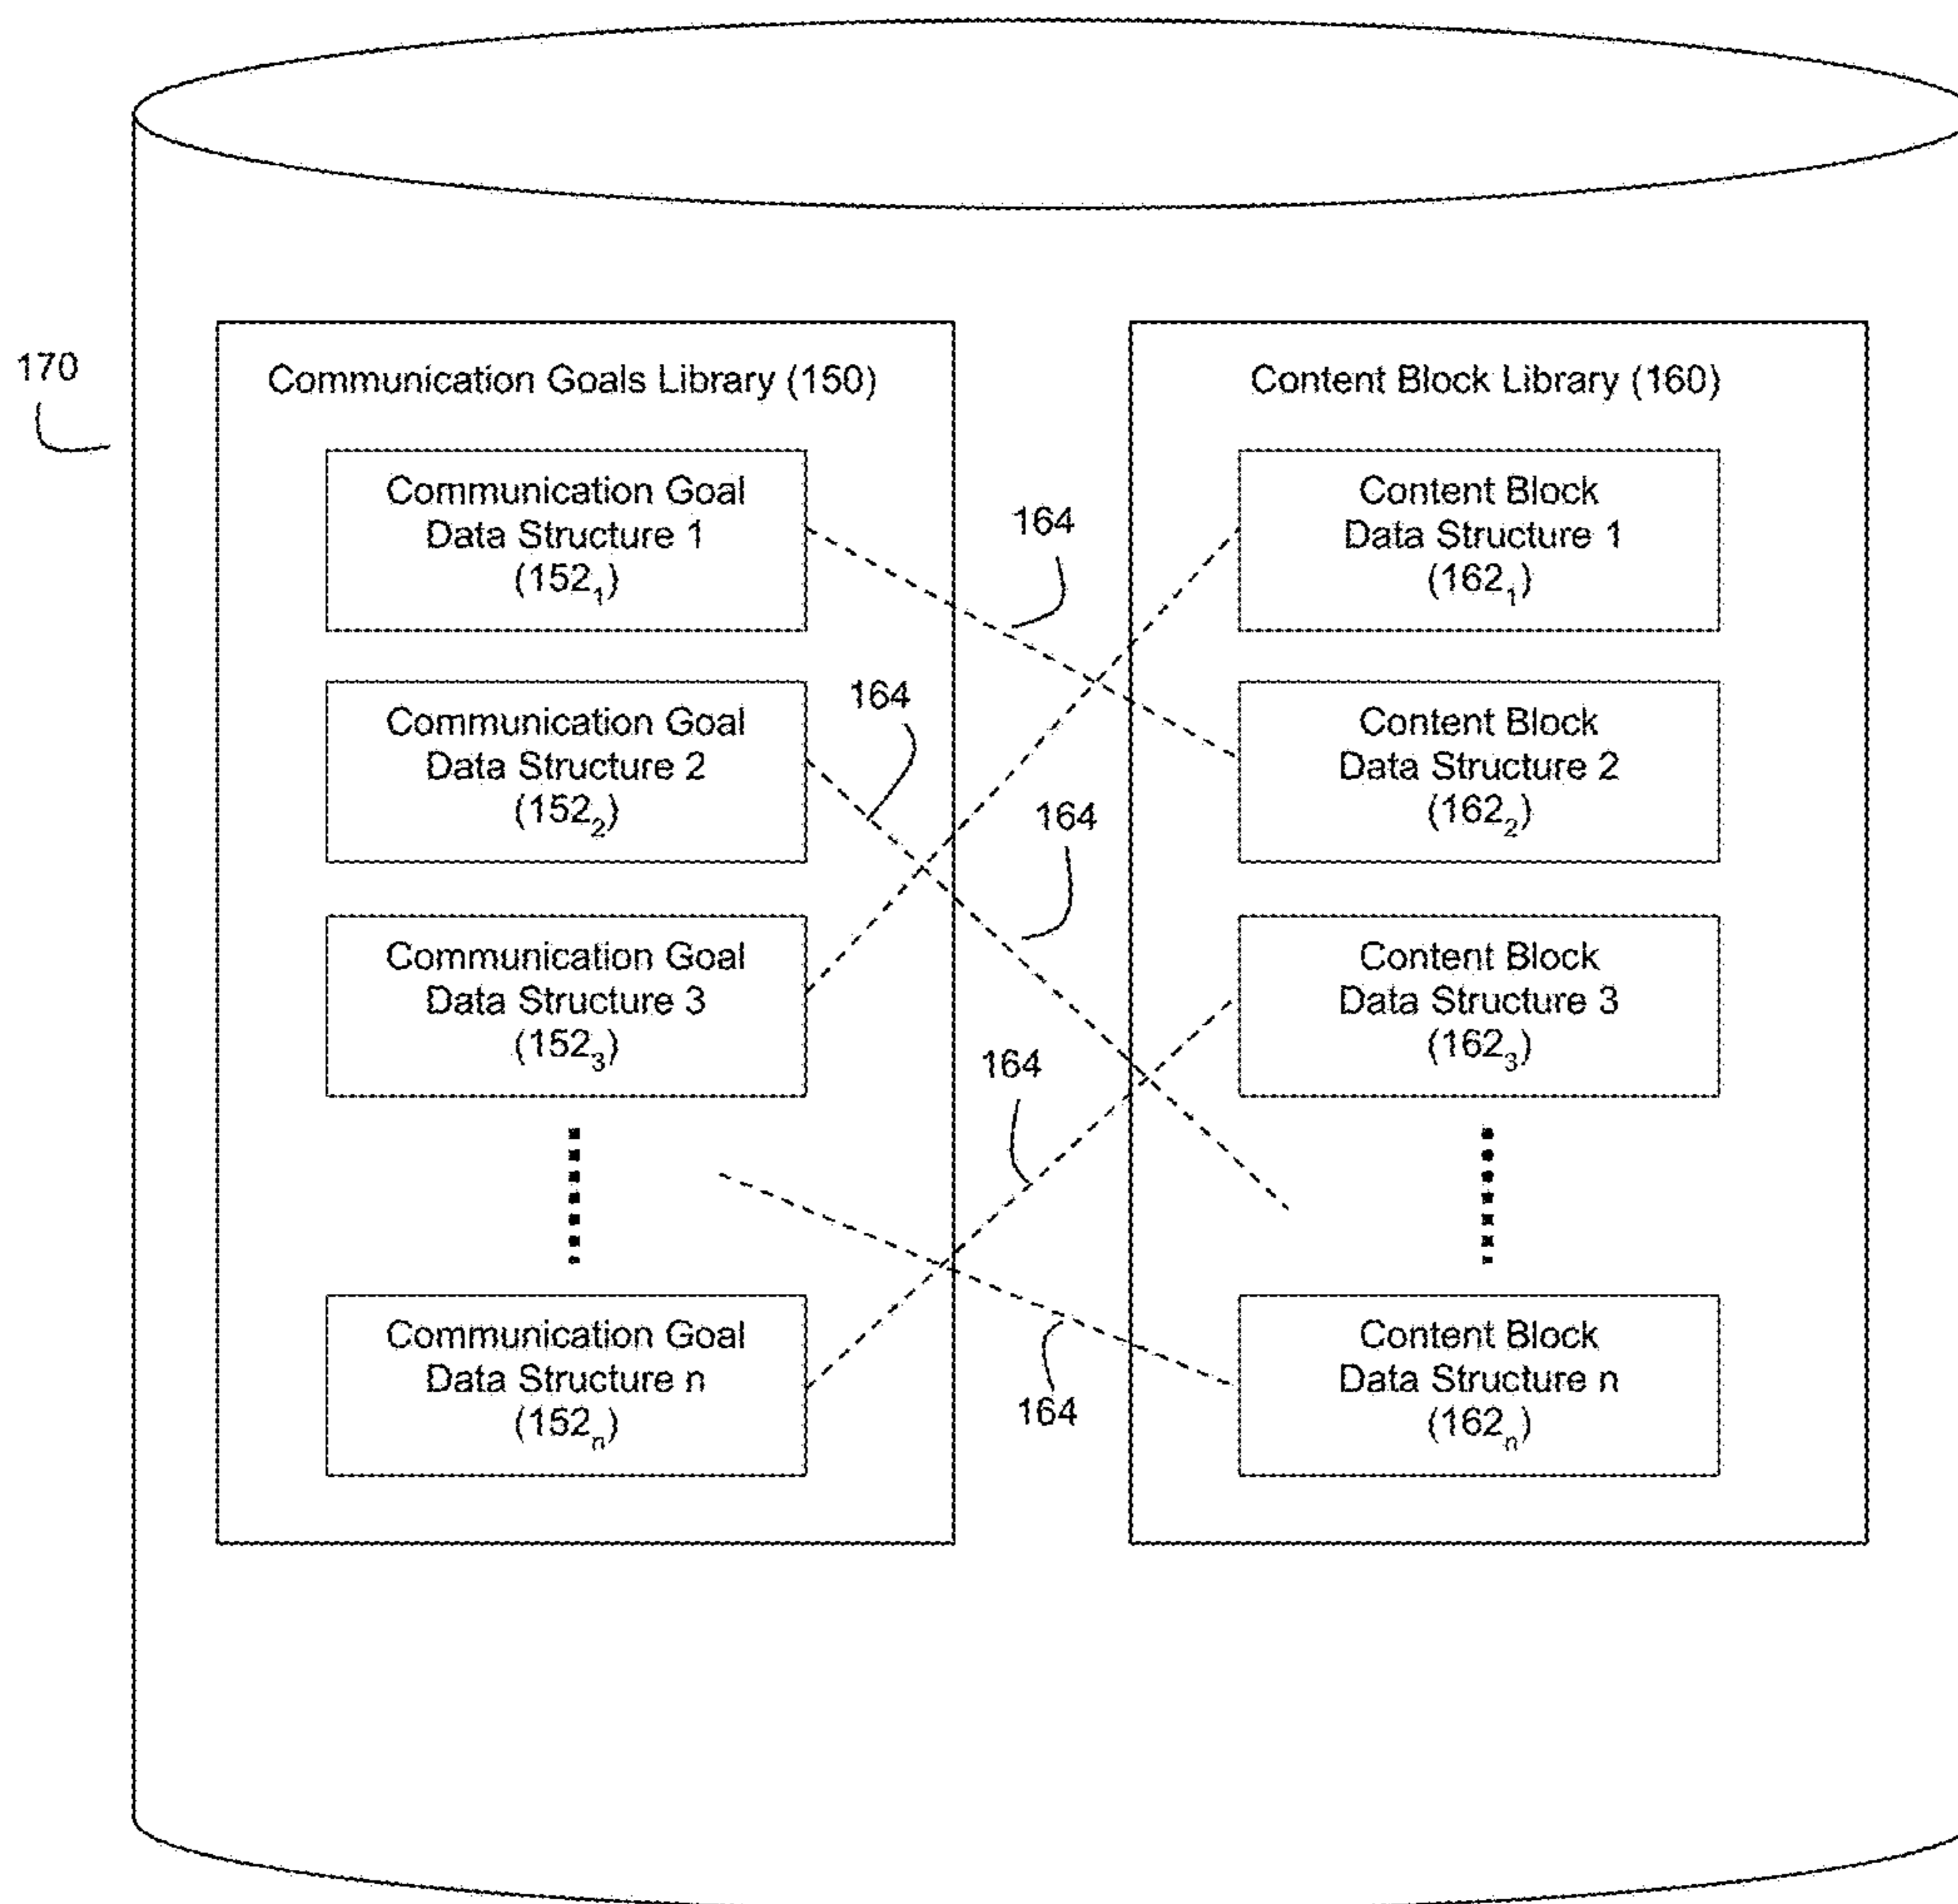 170
Communication Goals Library (150)
Communication Goal
Data Structure 1
(152₁)
Communication Goal
Data Structure 2
(152₂)
Communication Goal
Data Structure 3
(152₃)
Communication Goal
Data Structure n
(152ₙ)
164
164
164
164
164
Content Block Library (160)
Content Block
Data Structure 1
(162₁)
Content Block
Data Structure 2
(162₂)
Content Block
Data Structure 3
(162₃)
Content Block
Data Structure n
(162ₙ)